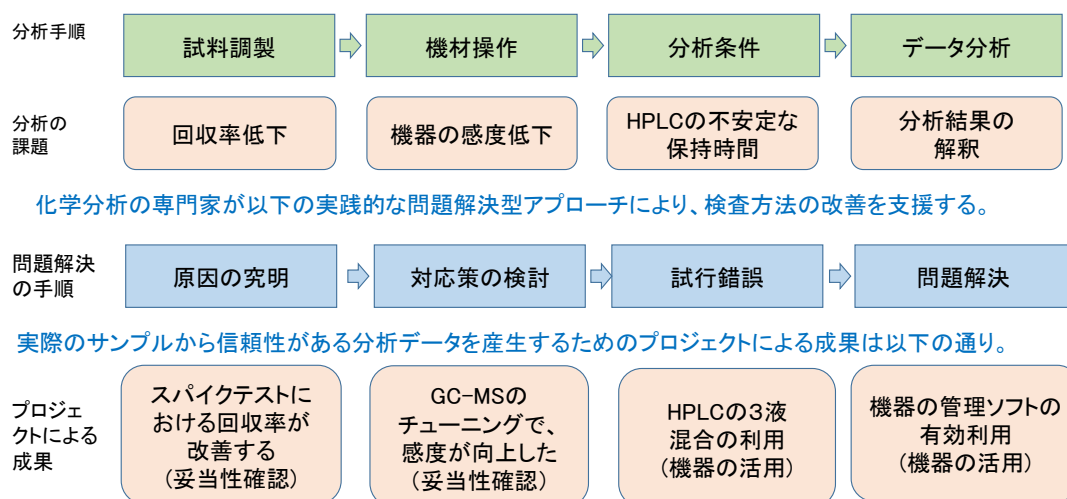 分析手順
試料調製
機材操作
分析条件
データ分析
分析の
課題
回収率低下
機器の感度低下
HPLCの不安定な
保持時間
分析結果の
解釈
化学分析の専門家が以下の実践的な問題解決型アプローチにより、検査方法の改善を支援する。
問題解決
の手順
原因の究明
対応策の検討
試行錯誤
問題解決
実際のサンプルから信頼性がある分析データを産生するためのプロジェクトによる成果は以下の通り。
プロジェ
クトによる
成果
スパイクテストに
おける回収率が
改善する
(妥当性確認)
GC-MSの
チューニングで、
感度が向上した
(妥当性確認)
HPLCの3液
混合の利用
(機器の活用)
機器の管理ソフトの
有効利用
(機器の活用)